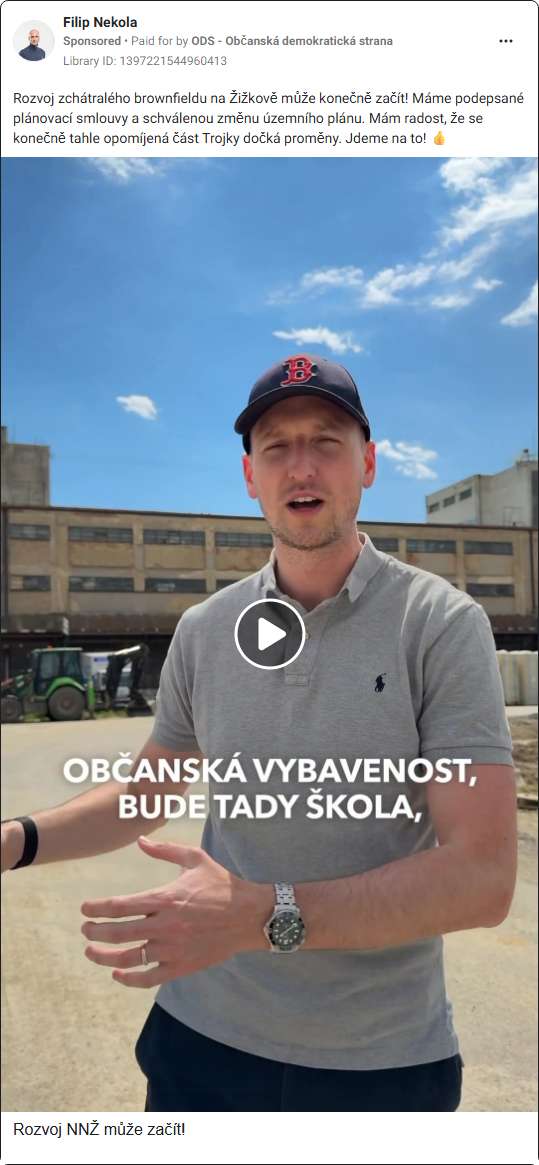 Filip Nekola
Sponsored • Paid for by ODS - Občanská demokratická strana
Library ID: 1397221544960413
Rozvoj zchátralého brownfieldu na Žižkově může konečně začít! Máme podepsané
plánovací smlouvy a schválenou změnu územního plánu. Mám radost, že se
konečně tahle opomíjená část Trojky dočká proměny. Jdeme na to! 👍
B
OBČANSKÁ VYBAVENOST,
BUDE TADY ŠKOLA,
Rozvoj NNŽ může začít!